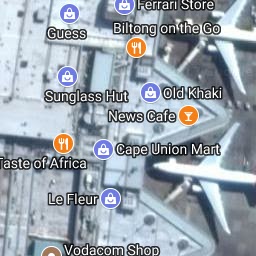 Ferrari Store
Guess
Biltong on the Go
Sunglass Hut
Old Khaki
News Cafe
Taste of Africa
Cape Union Mart
Le Fleur
Vodacom Shop